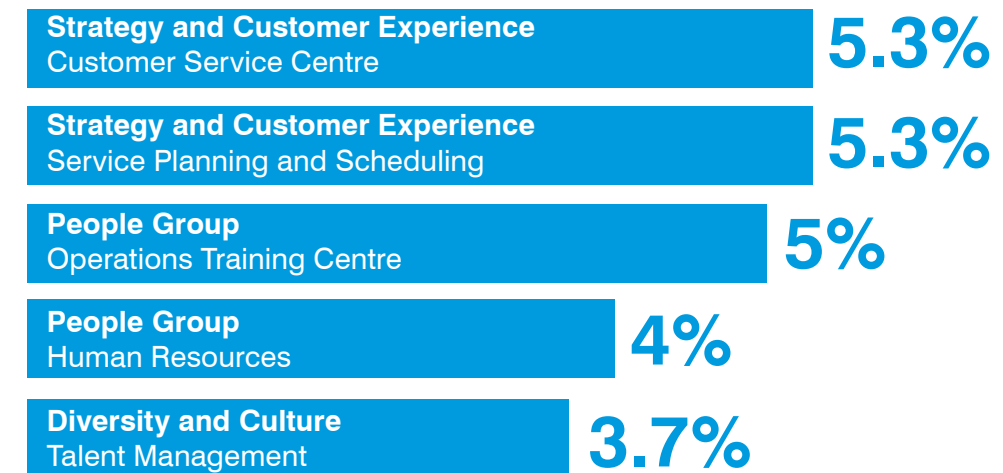 Strategy and Customer Experience
Customer Service Centre
5.3%
Strategy and Customer Experience
Service Planning and Scheduling
5.3%
People Group
Operations Training Centre
5%
People Group
Human Resources
4%
Diversity and Culture
Talent Management
3.7%